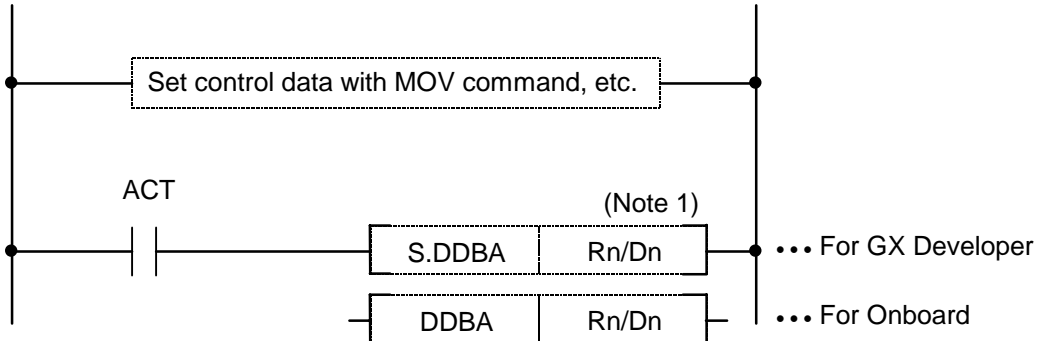 Set control data with MOV command, etc.
ACT
(Note 1)
S.DDBA Rn/Dn ••• For GX Developer
DDBA Rn/Dn ••• For Onboard